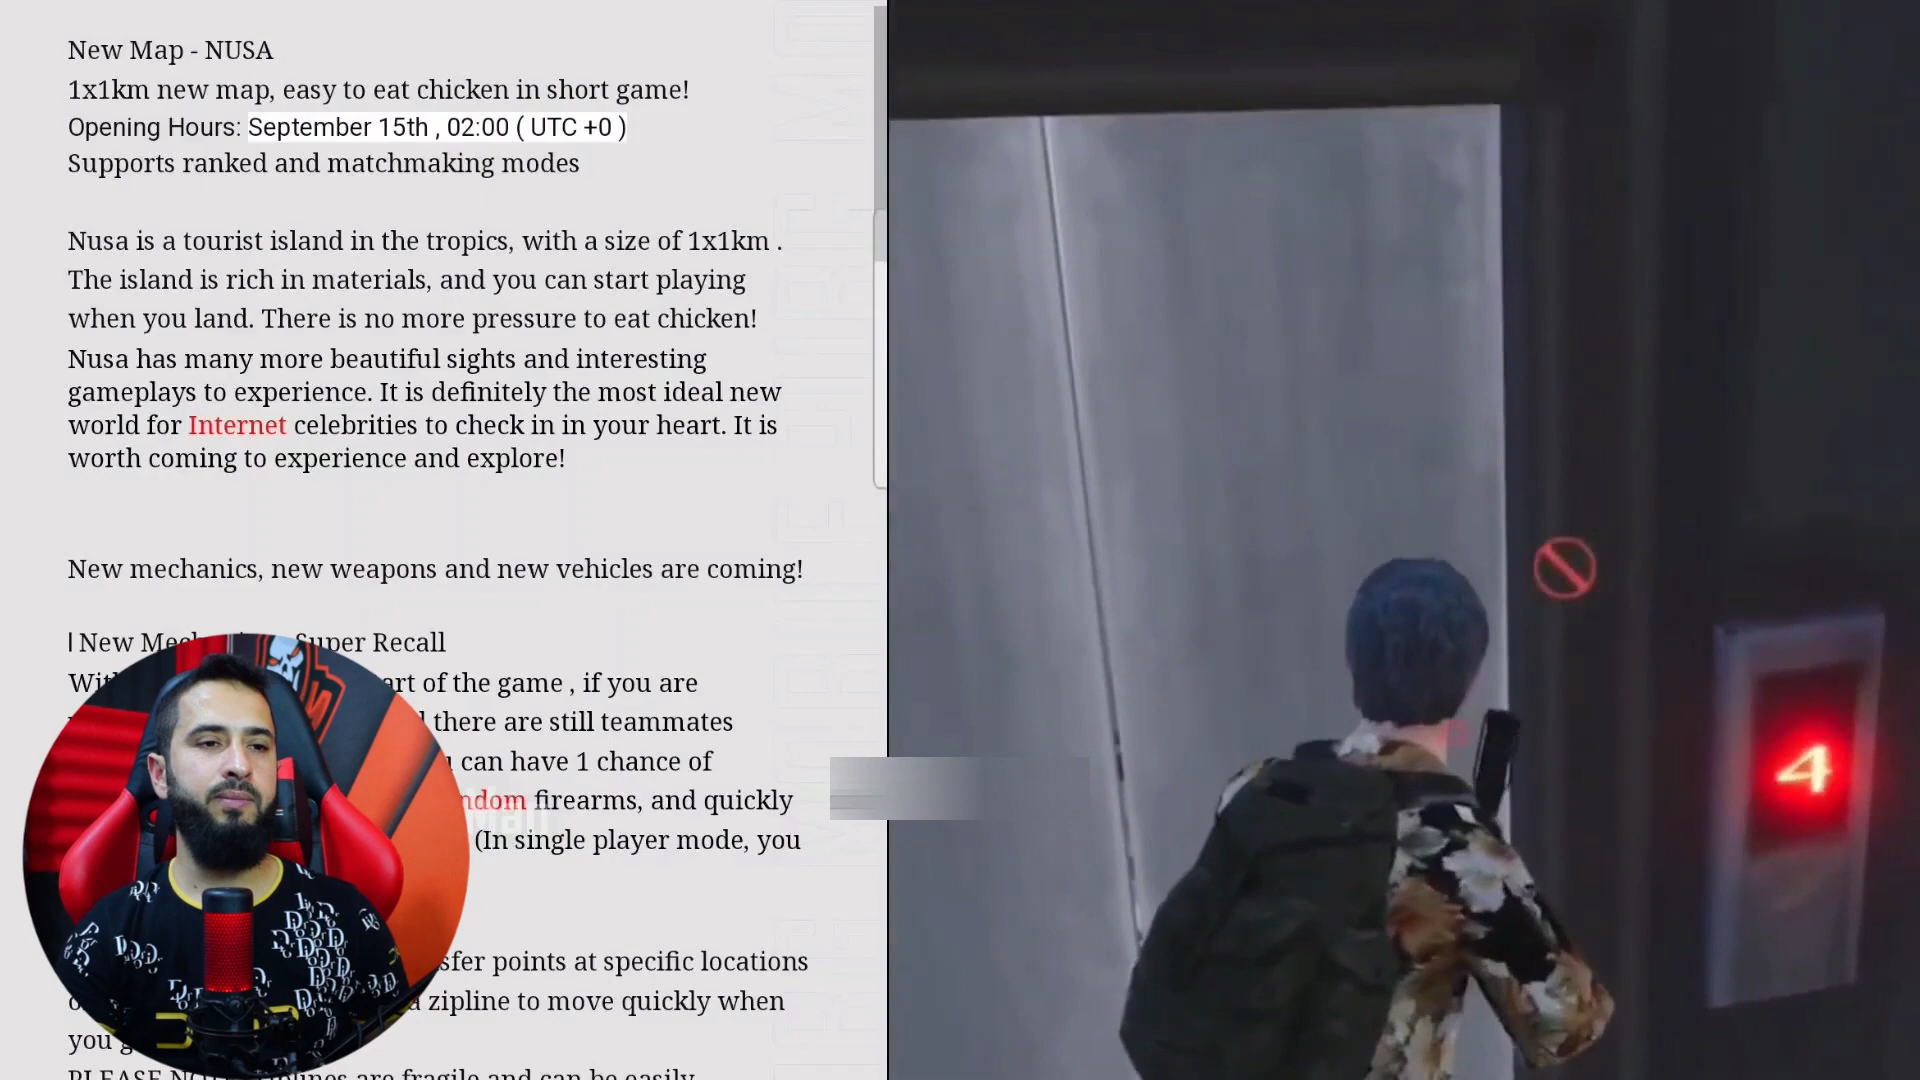 New Map - NUSA
1x1km new map, easy to eat chicken in short game!
Opening Hours: September 15th , 02:00 ( UTC +0 )
Supports ranked and matchmaking modes
Nusa is a tourist island in the tropics, with a size of 1x1km .
The island is rich in materials, and you can start playing
when you land. There is no more pressure to eat chicken!
Nusa has many more beautiful sights and interesting
gameplays to experience. It is definitely the most ideal new
world for Internet celebrities to check in in your heart. It is
worth coming to experience and explore!
New mechanics, new weapons and new vehicles are coming!
| New Super Recall
of the game , if you are
there are still teammates
can have 1 chance of
firearms, and quickly
(In single player mode, you
points at specific locations
a zipline to move quickly when
you
PLEASE are fragile and can be easily
4